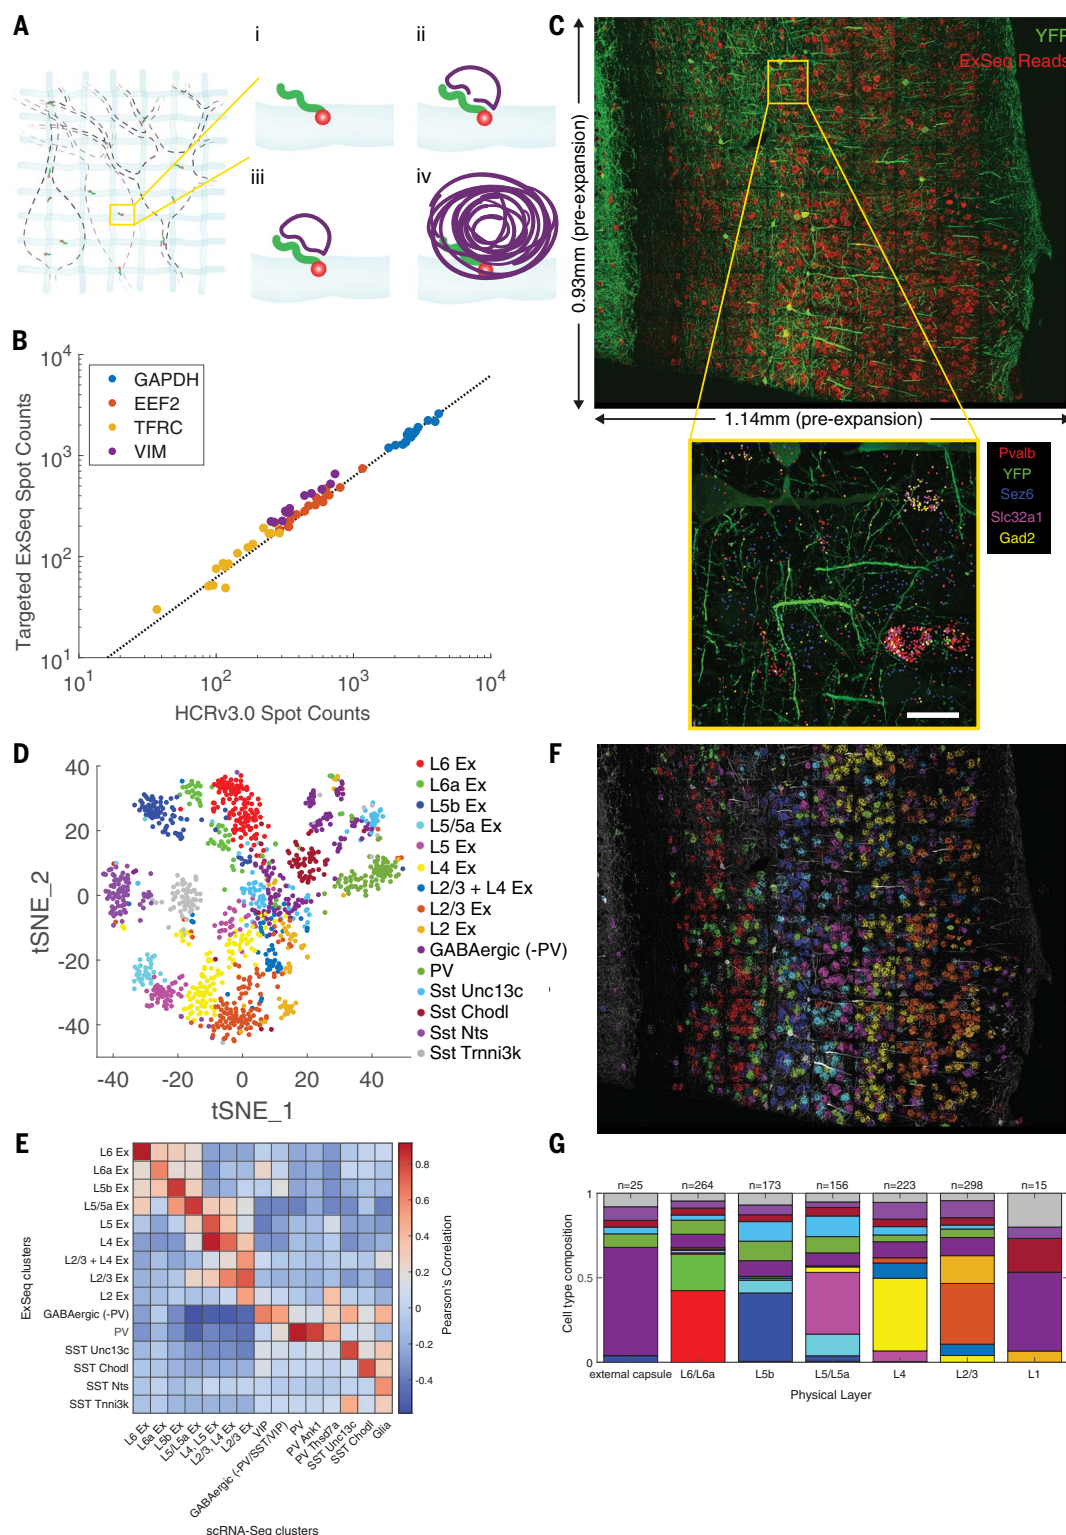 A
i
ii
iii
iv
B
10^4
10^3
10^2
10^1
Targeted ExSeq Spot Counts
GAPDH
EEF2
TFRC
VIM
10^1
10^2
10^3
10^4
HCRv3.0 Spot Counts
C
YFP
ExSeq Reads
0.93mm (pre-expansion)
1.14mm (pre-expansion)
Pvalb
YFP
Sez6
Slc32a1
Gad2
D
40
20
0
-20
-40
tSNE_2
-40
-20
0
20
40
tSNE_1
L6 Ex
L6a Ex
L5b Ex
L5/5a Ex
L5 Ex
L4 Ex
L2/3 + L4 Ex
L2/3 Ex
L2 Ex
GABAergic (-PV)
PV
Sst Unc13c
Sst Chodl
Sst Nts
Sst Trnni3k
E
ExSeq clusters
L6 Ex
L6a Ex
L5b Ex
L5/5a Ex
L5 Ex
L4 Ex
L2/3 + L4 Ex
L2/3 Ex
L2 Ex
GABAergic (-PV)
PV
SST Unc13c
SST Chodl
SST Nts
SST Tnni3k
L6 Ex
L6a Ex
L5b Ex
L5/L5a Ex
L4, L5 Ex
L2/3, L4 Ex
L2/3 Ex
VIP
GABAergic (-PV/SST/VIP)
PV
PV Ank1
PV Thsd7a
SST Unc13c
SST Chodl
Glia
scRNA-Seq clusters
0.8
0.6
0.4
0.2
0
-0.2
-0.4
Pearson's Correlation
F
G
n=25
n=264
n=173
n=156
n=223
n=298
n=15
1
0.5
0
Cell type composition
external capsule
L6/L6a
L5b
L5/L5a
L4
L2/3
L1
Physical Layer